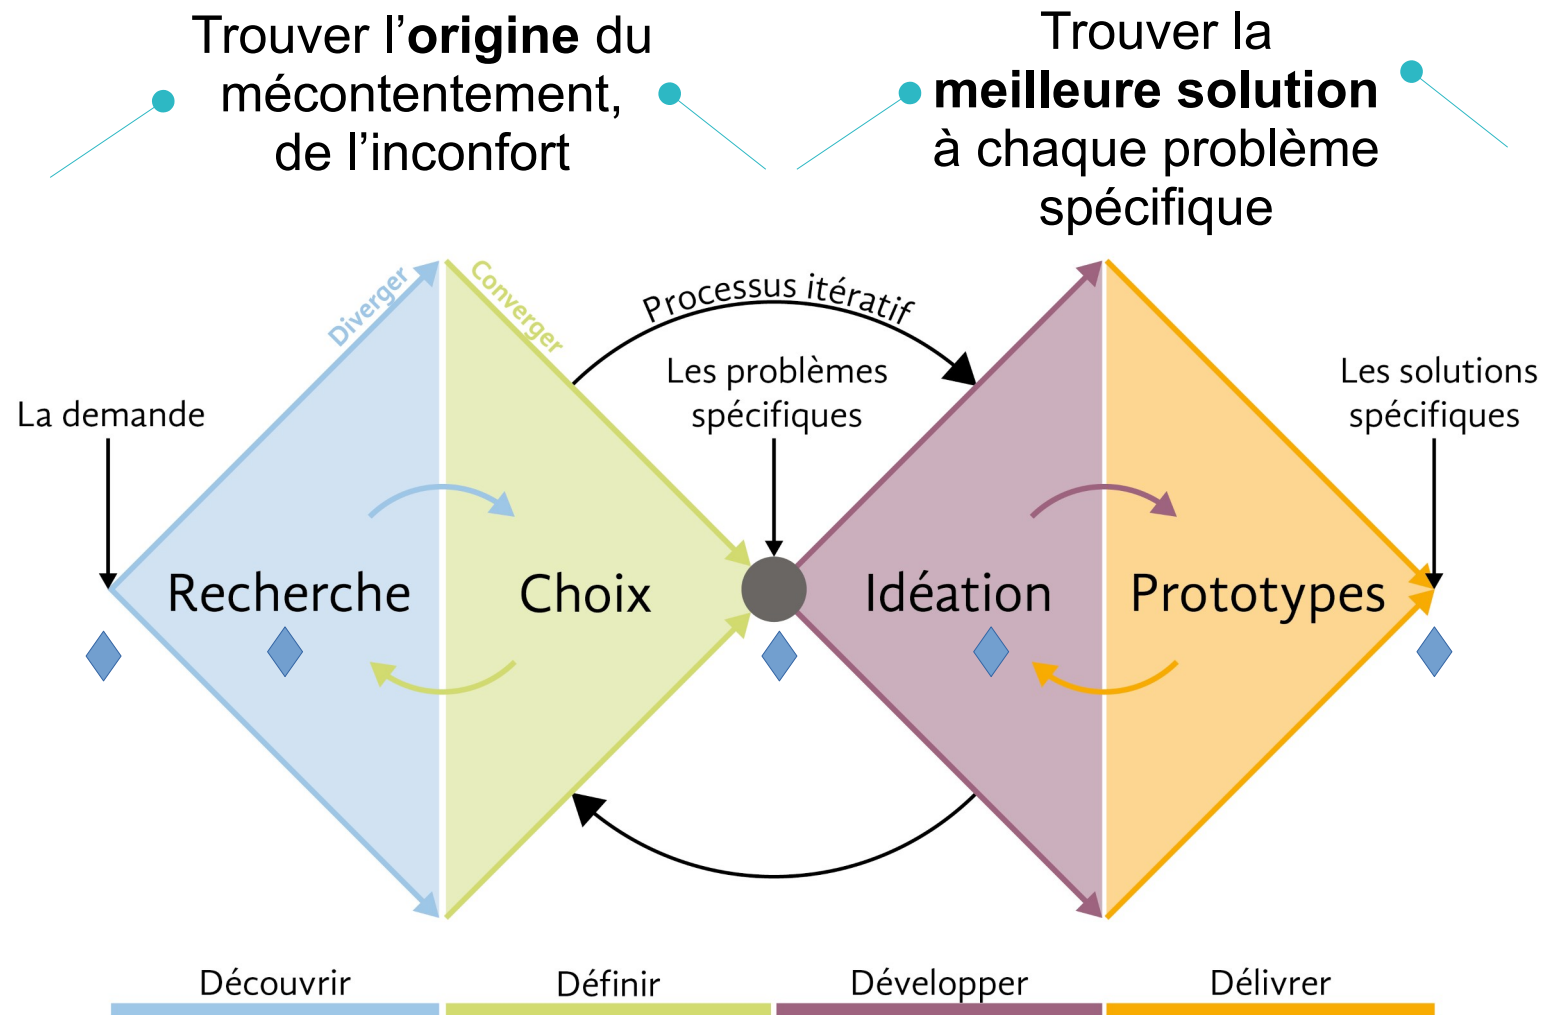 Trouver l’origine du
mécontentement,
de l’inconfort
Trouver la
meilleure solution
à chaque problème
spécifique
Diverger
Converger
Processus itératif
La demande
Les problèmes
spécifiques
Les solutions
spécifiques
Recherche
Choix
Idéation
Prototypes
Découvrir
Définir
Développer
Délivrer